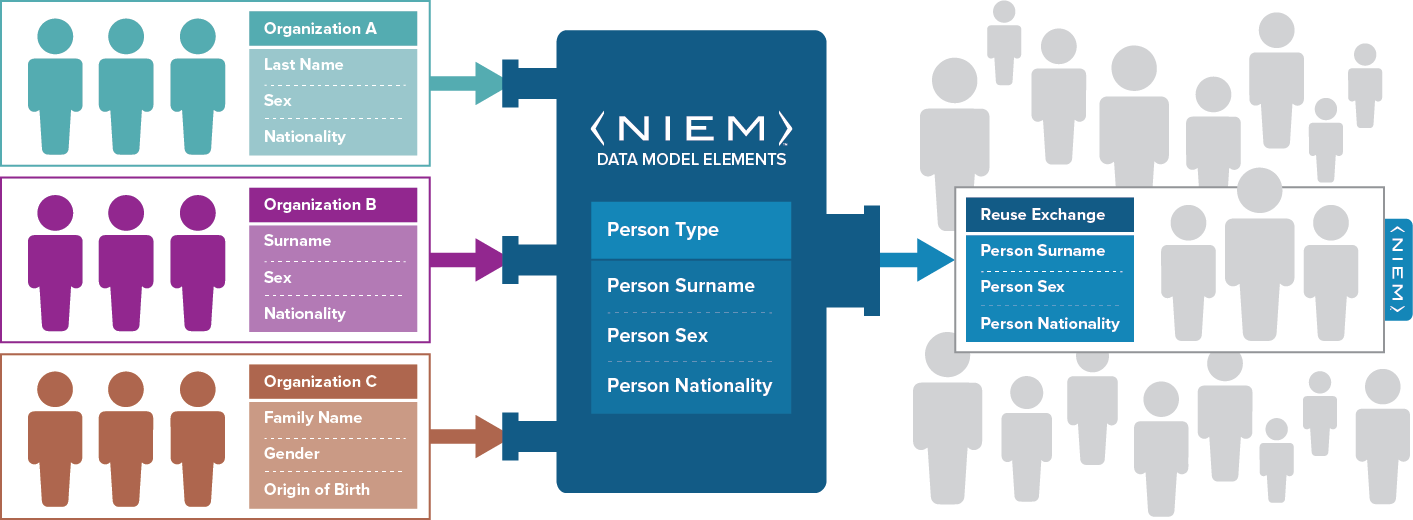 Organization A
Last Name
Sex
Nationality
Organization B
Surname
Sex
Nationality
Organization C
Family Name
Gender
Origin of Birth
〈NIEM〉™
DATA MODEL ELEMENTS
Person Type
Person Surname
Person Sex
Person Nationality
Reuse Exchange
Person Surname
Person Sex
Person Nationality
〈NIEM〉